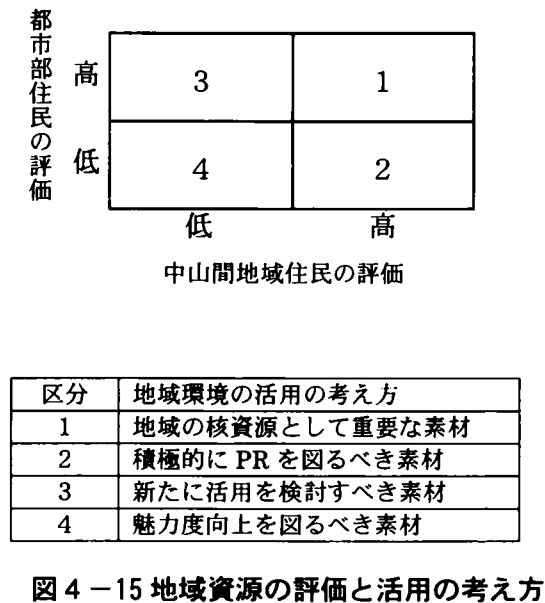 都市部住民の評価
高
3
1
低
4
2
低
高
中山間地域住民の評価
区分 地域環境の活用の考え方
1 地域の核資源として重要な素材
2 積極的に PR を図るべき素材
3 新たに活用を検討すべき素材
4 魅力度向上を図るべき素材
図4-15 地域資源の評価と活用の考え方